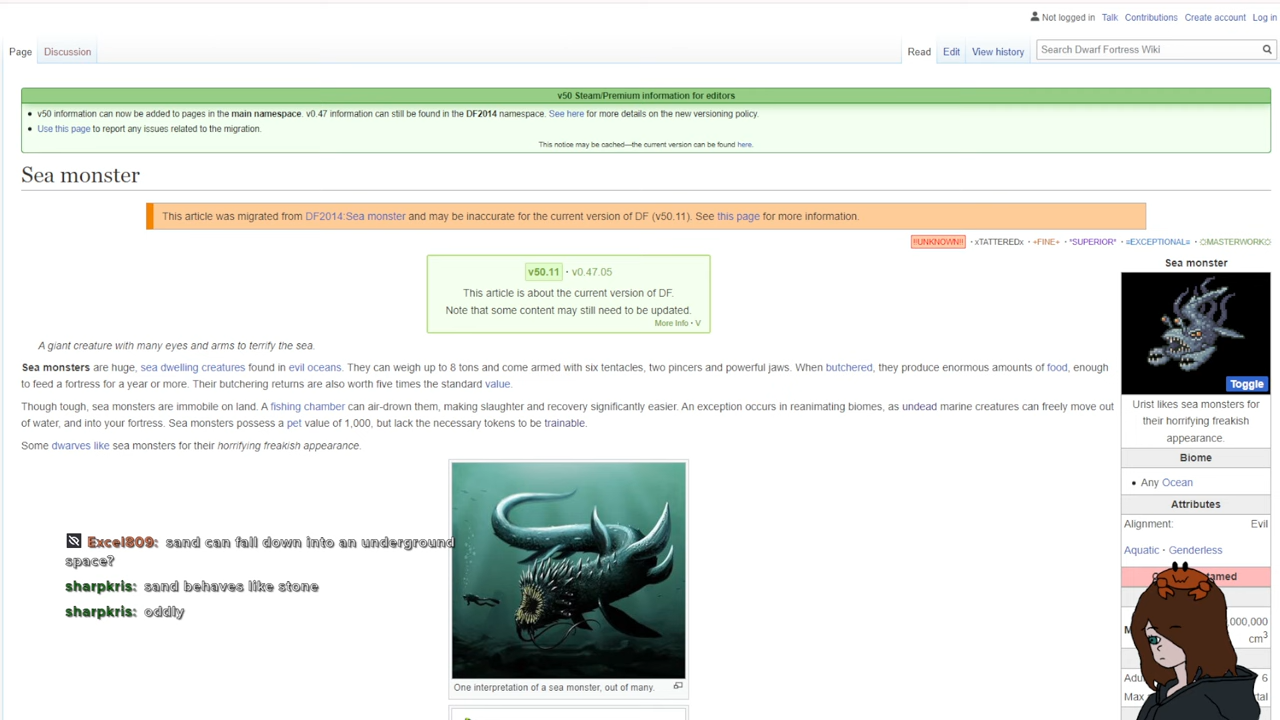 Not logged in Talk Contributions Create account Log in
Page Discussion Read Edit View history Search Dwarf Fortress Wiki
v50 Steam/Premium information for editors
• v50 information can now be added to pages in the main namespace. v0.47 information can still be found in the DF2014 namespace. See here for more details on the new versioning policy.
• Use this page to report any issues related to the migration.
This notice may be cached—the current version can be found here.
Sea monster
This article was migrated from DF2014:Sea monster and may be inaccurate for the current version of DF (v50.11). See this page for more information.
‼UNKNOWN‼ · xTATTEREDx · +FINE+ · *SUPERIOR* · ≡EXCEPTIONAL≡ · ☼MASTERWORK☼
v50.11 · v0.47.05
This article is about the current version of DF.
Note that some content may still need to be updated.
More Info · V
A giant creature with many eyes and arms to terrify the sea.
Sea monsters are huge, sea dwelling creatures found in evil oceans. They can weigh up to 8 tons and come armed with six tentacles, two pincers and powerful jaws. When butchered, they produce enormous amounts of food, enough
to feed a fortress for a year or more. Their butchering returns are also worth five times the standard value.
Though tough, sea monsters are immobile on land. A fishing chamber can air-drown them, making slaughter and recovery significantly easier. An exception occurs in reanimating biomes, as undead marine creatures can freely move out
of water, and into your fortress. Sea monsters possess a pet value of 1,000, but lack the necessary tokens to be trainable.
Some dwarves like sea monsters for their horrifying freakish appearance.
One interpretation of a sea monster, out of many.
Sea monster
Toggle
Urist likes sea monsters for
their horrifying freakish
appearance.
Biome
• Any Ocean
Attributes
Alignment: Evil
Aquatic · Genderless
tamed
000,000
cm3
6
Max
Excel809: sand can fall down into an underground
space?
sharpkris: sand behaves like stone
sharpkris: oddly